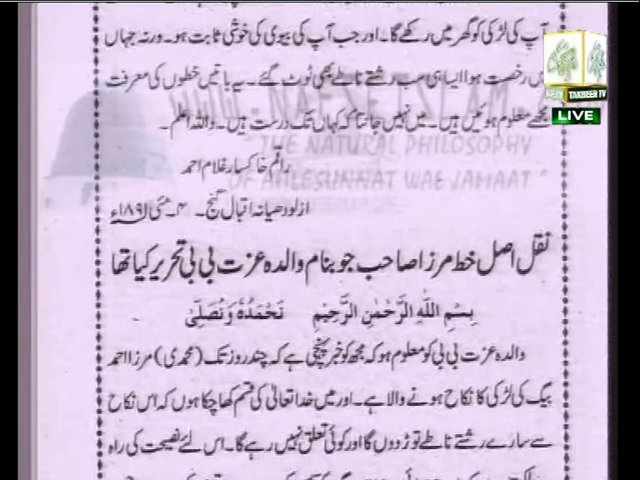 آپ کی لڑکی کو گھر میں رکھے گا۔ اور جب آپ کی بیوی کی خوشی ثابت ہو۔ ورنہ جہاں
رخصت ہوا ایسا ہی سب رشتے ناطے بھی ٹوٹ گئے۔ یہ باتیں خطوں کی معرفت
مجھے معلوم ہوئیں ہیں۔ میں نہیں جانتا کہ کہاں تک درست ہیں۔ واللہ اعلم۔
راقم خاکسار غلام احمد
از لودھیانہ اقبال گنج۔ ۴۔ مئی ۱۸۹۱ء
نقل اصل خط مرزا صاحب جو بنام والدہ عزت بی بی تحریر کیا تھا
بِسْمِ اللّٰهِ الرَّحْمٰنِ الرَّحِيْمِ نَحْمَدُهٗ وَنُصَلِّیْ
والدہ عزت بی بی کو معلوم ہو کہ مجھ کو خبر پہنچی ہے کہ چند روز تک (محمدی) مرزا احمد
بیگ کی لڑکی کا نکاح ہونے والا ہے۔ اور میں خدا تعالیٰ کی قسم کھا چکا ہوں کہ اس نکاح
سے سارے رشتے ناطے توڑ دوں گا اور کوئی تعلق نہیں رہے گا۔ اس لئے نصیحت کی راہ
THE NATURAL PHILOSOPHY
OF AHLESUNNAT WAE JAMAAT
TAKBEER TV
LIVE